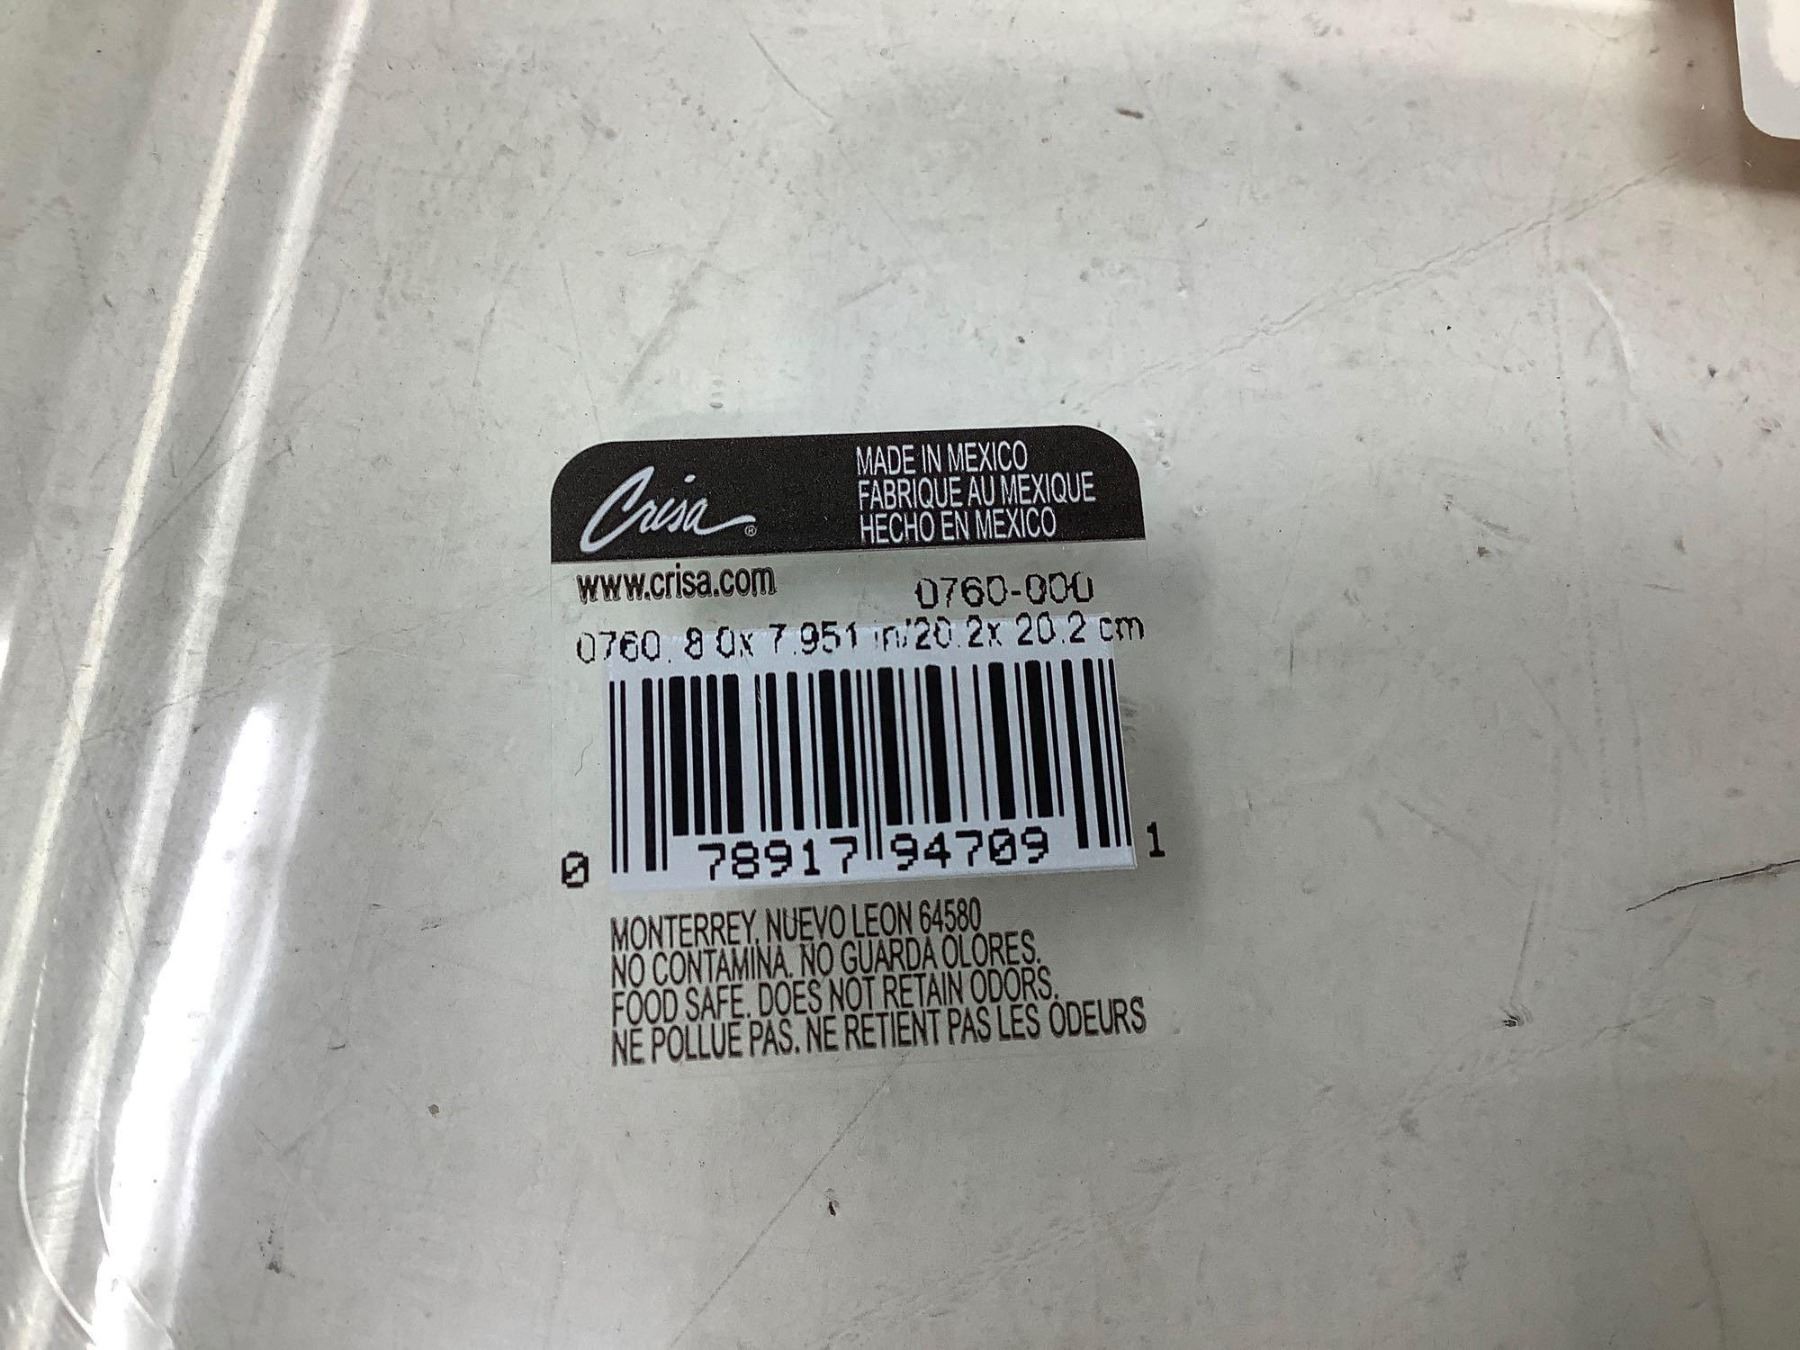 Crisa®
MADE IN MEXICO
FABRIQUE AU MEXIQUE
HECHO EN MEXICO
www.crisa.com
0760-000
0760. 8.0x 7.951 in/20.2x 20.2 cm
0 78917 94709 1
MONTERREY, NUEVO LEON 64580
NO CONTAMINA. NO GUARDA OLORES.
FOOD SAFE. DOES NOT RETAIN ODORS.
NE POLLUE PAS. NE RETIENT PAS LES ODEURS